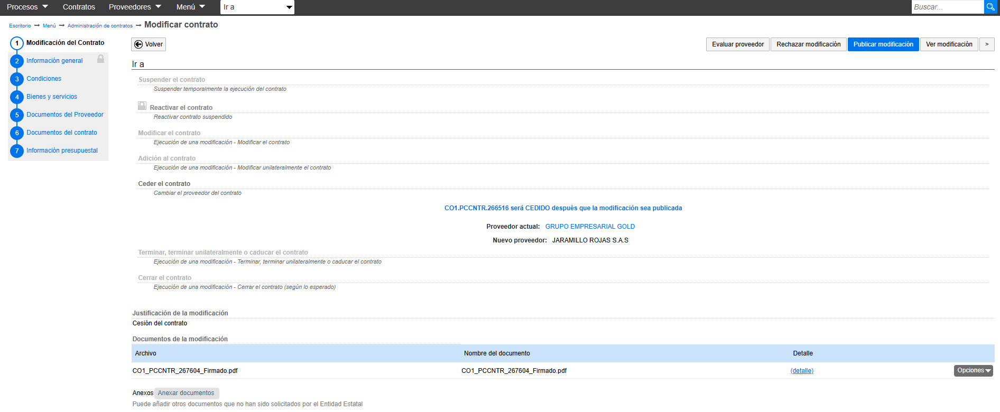 Procesos Contratos Proveedores Menú Ir a Buscar...
Escritorio → Menú → Administración de contratos → Modificar contrato
1 Modificación del Contrato
2 Información general
3 Condiciones
4 Bienes y servicios
5 Documentos del Proveedor
6 Documentos del contrato
7 Información presupuestal
Volver Evaluar proveedor Rechazar modificación Publicar modificación Ver modificación >
Ir a
Suspender el contrato
Suspender temporalmente la ejecución del contrato
Reactivar el contrato
Reactivar contrato suspendido
Modificar el contrato
Ejecución de una modificación - Modificar el contrato
Adición al contrato
Ejecución de una modificación - Modificar unilateralmente el contrato
Ceder el contrato
Cambiar el proveedor del contrato
CO1.PCCNTR.266516 será CEDIDO después que la modificación sea publicada
Proveedor actual: GRUPO EMPRESARIAL GOLD
Nuevo proveedor: JARAMILLO ROJAS S.A.S
Terminar, terminar unilateralmente o caducar el contrato
Ejecución de una modificación - Terminar, terminar unilateralmente o caducar el contrato
Cerrar el contrato
Ejecución de una modificación - Cerrar el contrato (según lo esperado)
Justificación de la modificación
Cesión del contrato
Documentos de la modificación
Archivo Nombre del documento Detalle
CO1_PCCNTR_267604_Firmado.pdf CO1_PCCNTR_267604_Firmado.pdf (detalle) Opciones
Anexos Anexar documentos
Puede añadir otros documentos que no han sido solicitados por el Entidad Estatal